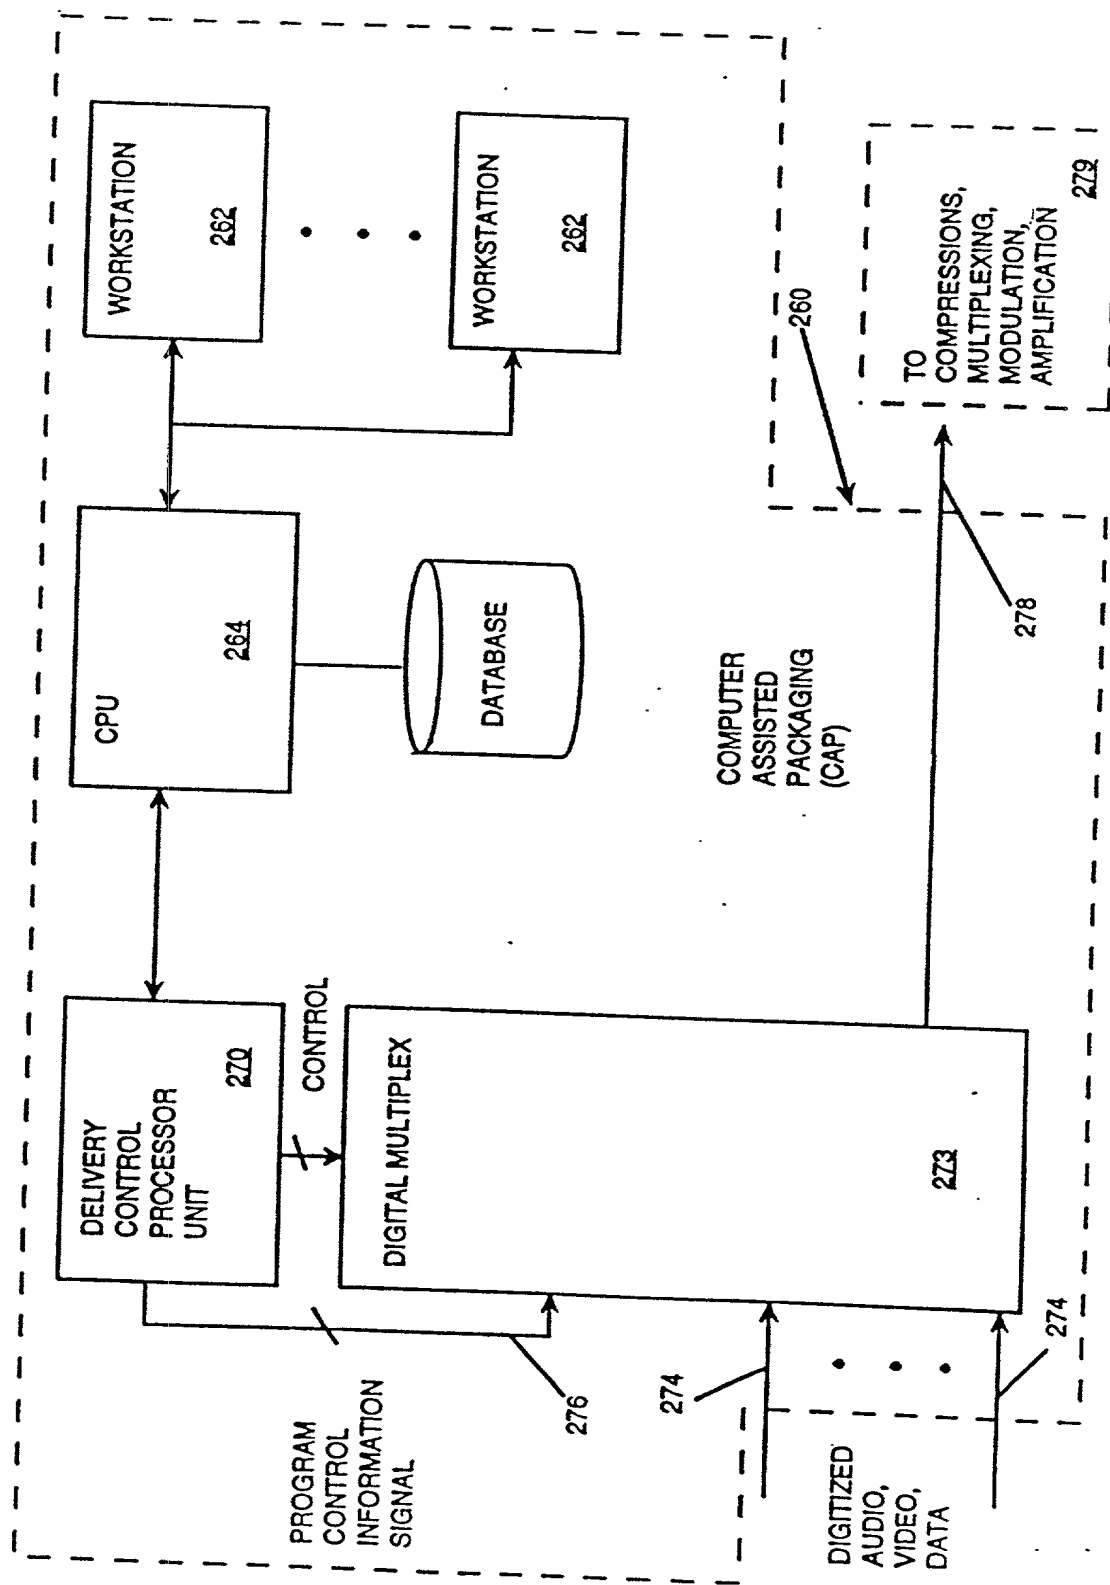 DELIVERY
CONTROL
PROCESSOR
UNIT
270
CPU
264
WORKSTATION
262
WORKSTATION
262
DATABASE
CONTROL
DIGITAL MULTIPLEX
273
PROGRAM
CONTROL
INFORMATION
SIGNAL
276
274
274
DIGITIZED
AUDIO,
VIDEO,
DATA
COMPUTER
ASSISTED
PACKAGING
(CAP)
260
278
TO
COMPRESSIONS,
MULTIPLEXING,
MODULATION,
AMPLIFICATION
279